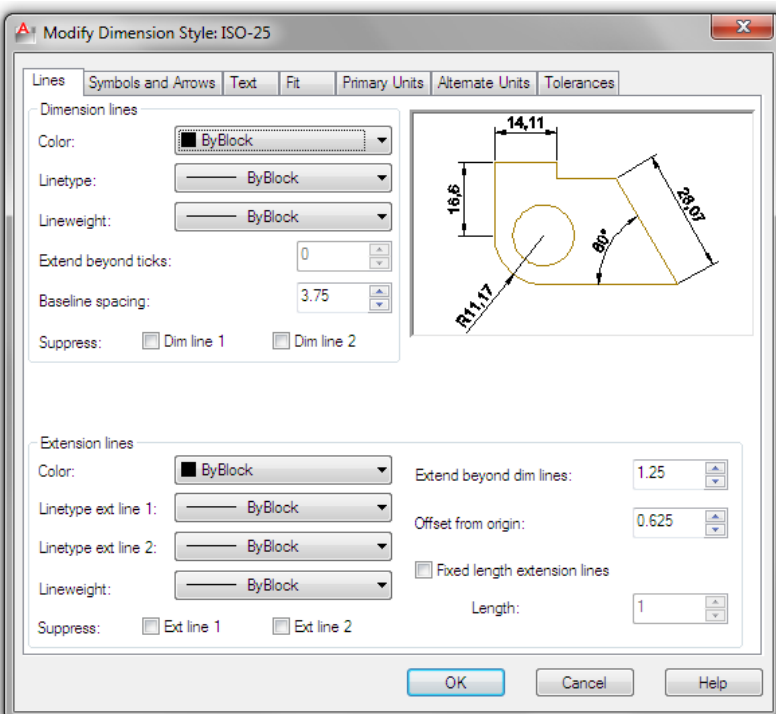 Modify Dimension Style: ISO-25
Lines Symbols and Arrows Text Fit Primary Units Alternate Units Tolerances
Dimension lines
Color: ByBlock
Linetype: ByBlock
Lineweight: ByBlock
Extend beyond ticks: 0
Baseline spacing: 3.75
Suppress: Dim line 1 Dim line 2
14,11
16,6
28,07
60°
R11,17
Extension lines
Color: ByBlock
Linetype ext line 1: ByBlock
Linetype ext line 2: ByBlock
Lineweight: ByBlock
Suppress: Ext line 1 Ext line 2
Extend beyond dim lines: 1.25
Offset from origin: 0.625
Fixed length extension lines
Length: 1
OK Cancel Help